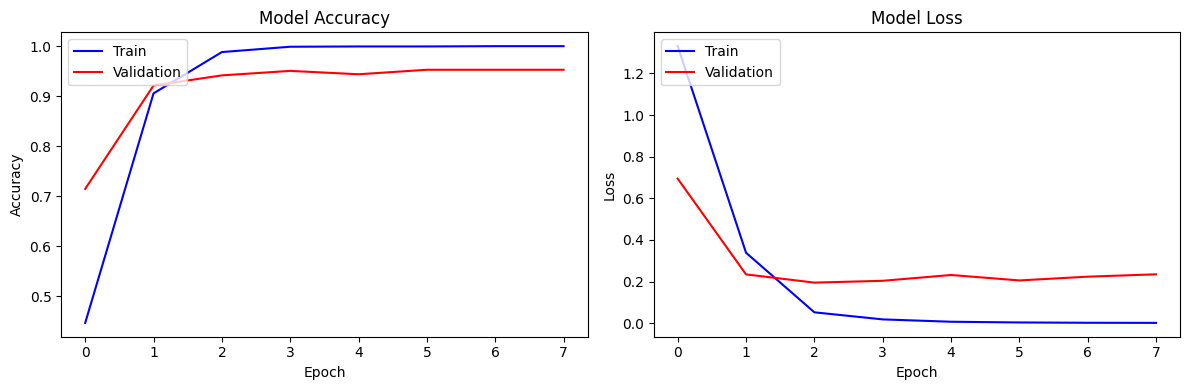 Model Accuracy
Train
Validation
1.0
0.9
0.8
0.7
0.6
0.5
Accuracy
0 1 2 3 4 5 6 7
Epoch
Model Loss
Train
Validation
1.2
1.0
0.8
0.6
0.4
0.2
0.0
Loss
0 1 2 3 4 5 6 7
Epoch